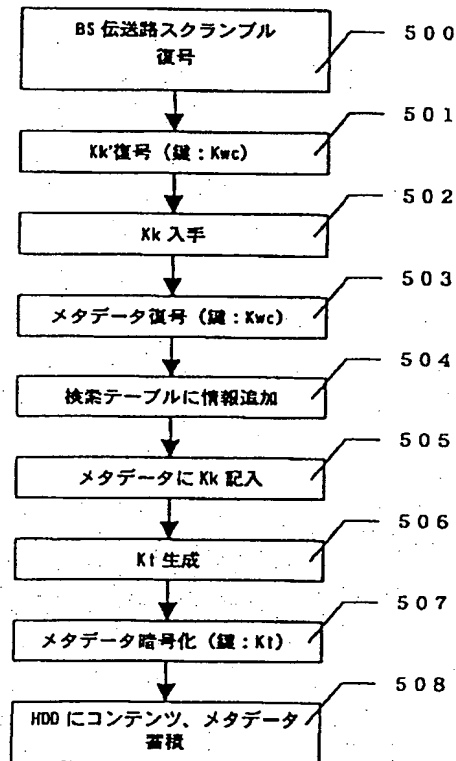 BS 伝送路スクランブル
復号
500
Kk'復号（鍵：Kwc）
501
Kk 入手
502
メタデータ復号（鍵：Kwc）
503
検索テーブルに情報追加
504
メタデータに Kk 記入
505
Kt 生成
506
メタデータ暗号化（鍵：Kt）
507
HDD にコンテンツ、メタデータ
蓄積
508